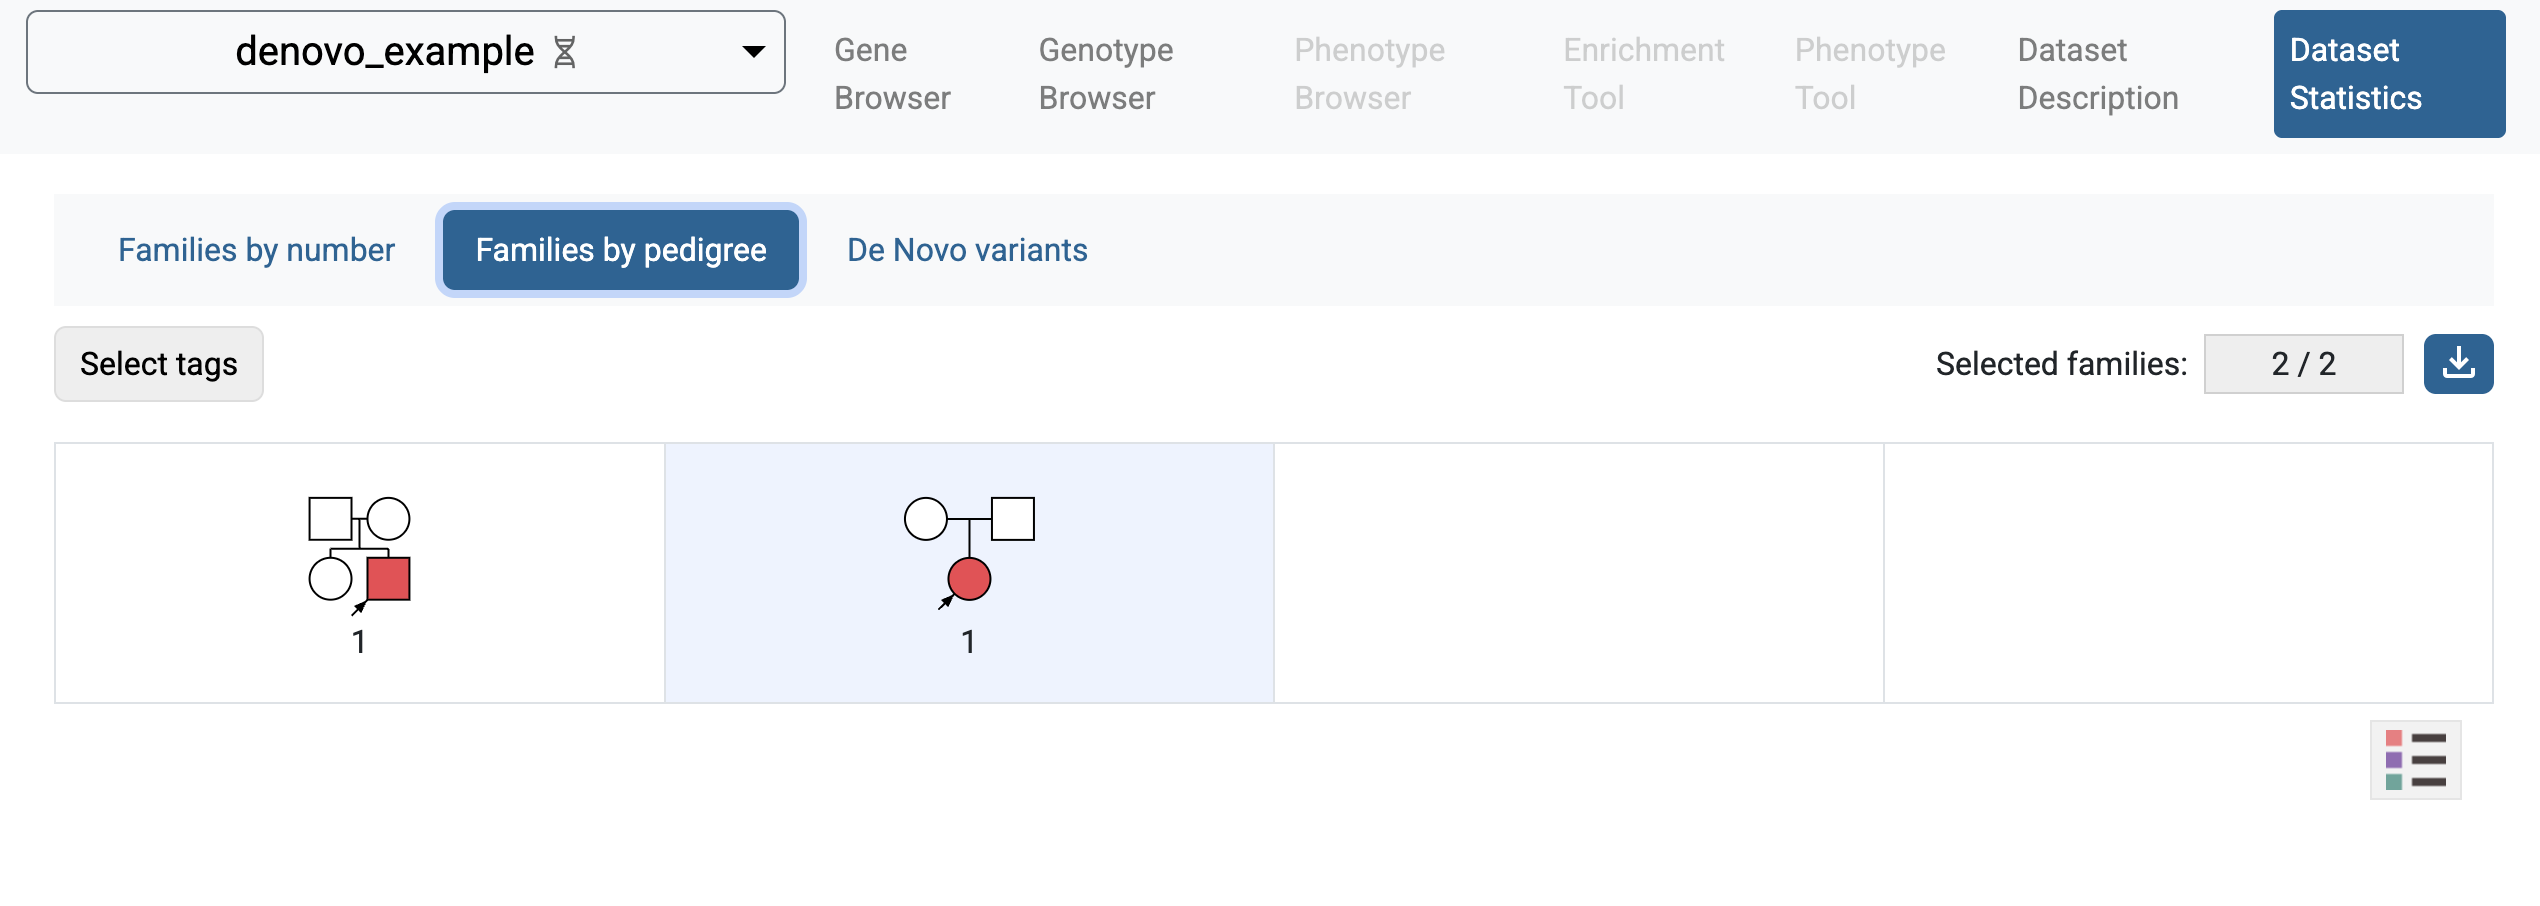 denovo_example
Gene Browser
Genotype Browser
Phenotype Browser
Enrichment Tool
Phenotype Tool
Dataset Description
Dataset Statistics
Families by number
Families by pedigree
De Novo variants
Select tags
Selected families: 2 / 2
1
1